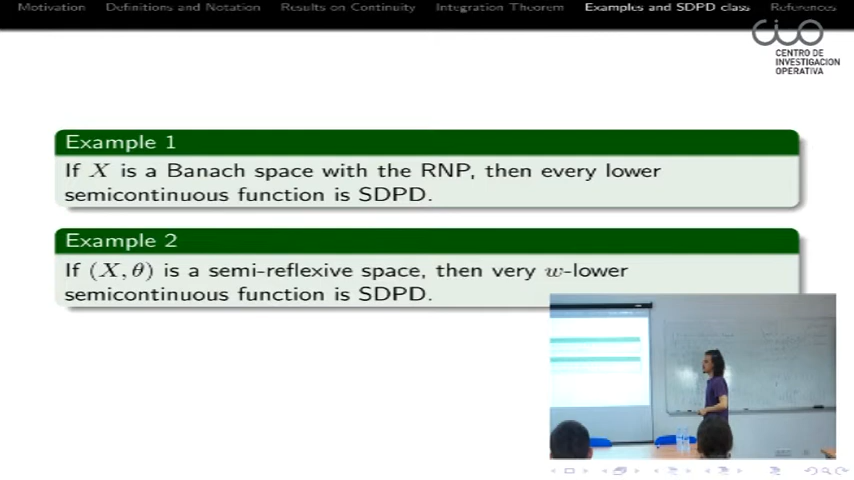 Motivation Definitions and Notation Results on Continuity Integration Theorem Examples and SDPD class References
CIO
CENTRO DE
INVESTIGACIÓN
OPERATIVA
Example 1
If X is a Banach space with the RNP, then every lower
semicontinuous function is SDPD.
Example 2
If (X, θ) is a semi-reflexive space, then very w-lower
semicontinuous function is SDPD.